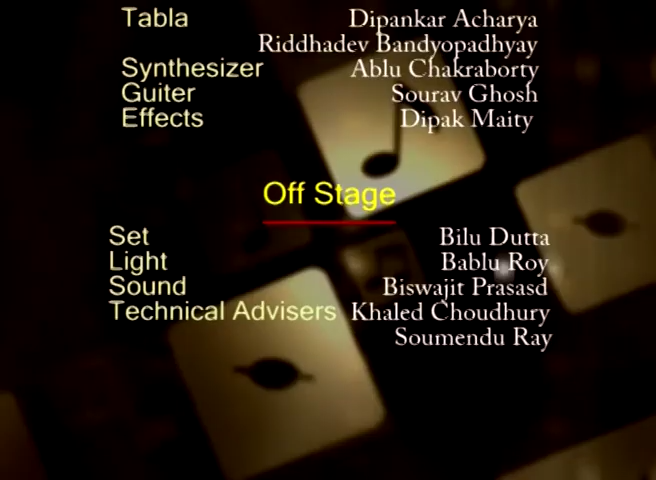 Tabla Dipankar Acharya
Riddhadev Bandyopadhyay
Synthesizer Ablu Chakraborty
Guiter Sourav Ghosh
Effects Dipak Maity
Off Stage
Set Bilu Dutta
Light Bablu Roy
Sound Biswajit Prasasd
Technical Advisers Khaled Choudhury
Soumendu Ray